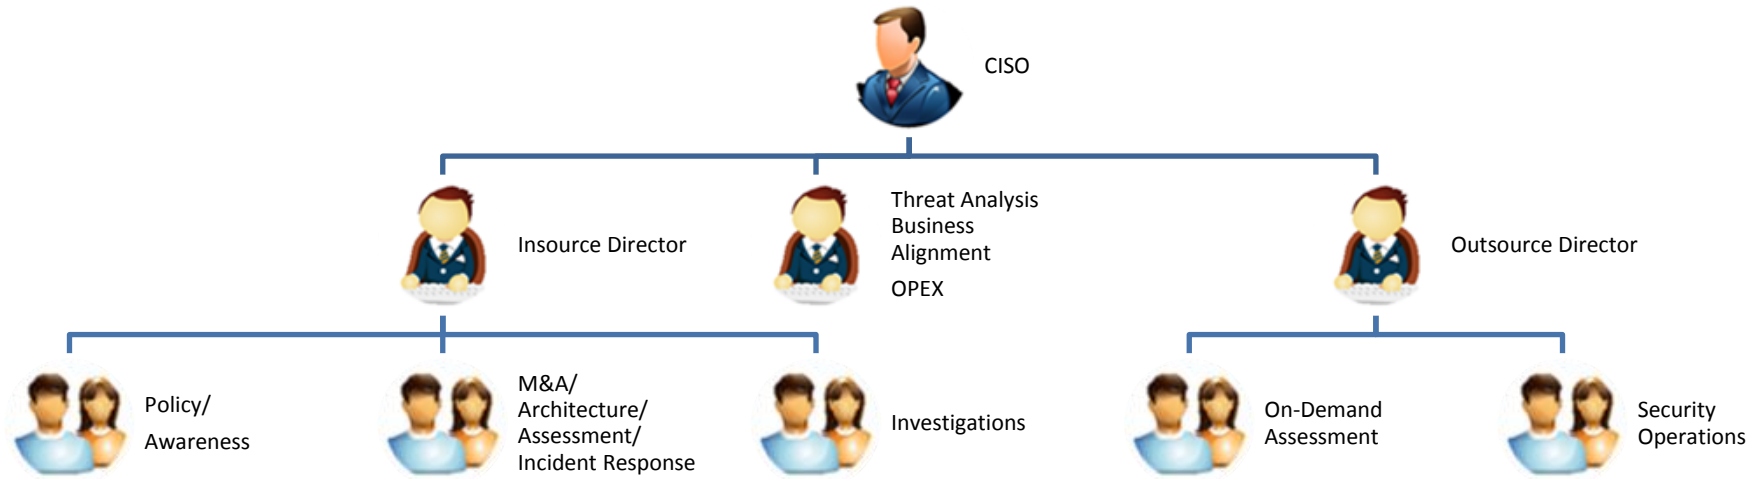 CISO
Insource Director
Threat Analysis
Business
Alignment
OPEX
Outsource Director
Policy/
Awareness
M&A/
Architecture/
Assessment/
Incident Response
Investigations
On-Demand
Assessment
Security
Operations